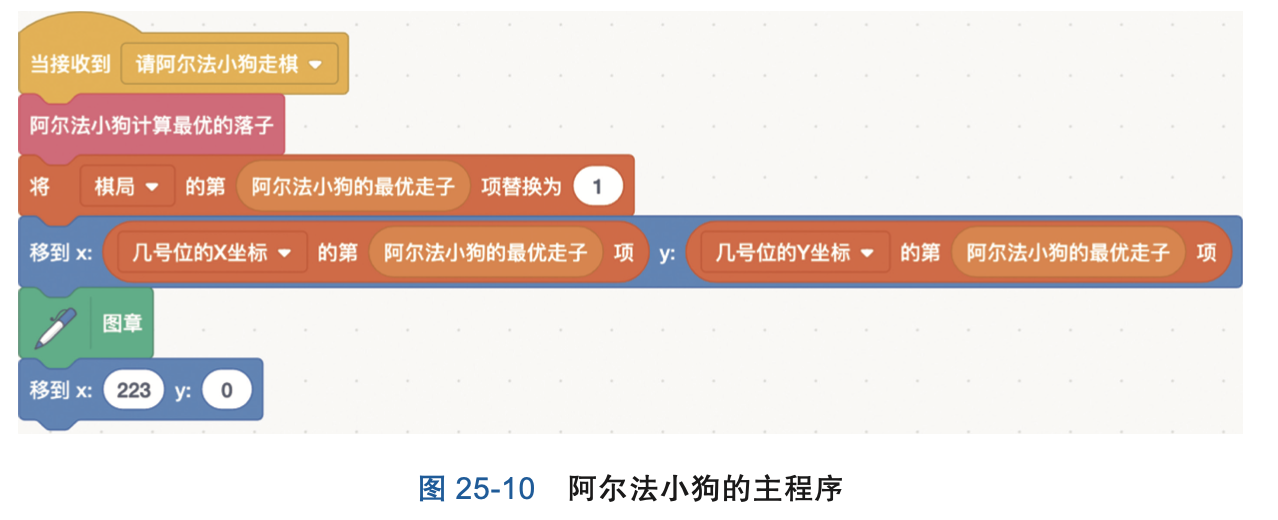 当接收到 请阿尔法小狗走棋
阿尔法小狗计算最优的落子
将 棋局 的第 阿尔法小狗的最优走子 项替换为 1
移到 x: 几号位的X坐标 的第 阿尔法小狗的最优走子 项 y: 几号位的Y坐标 的第 阿尔法小狗的最优走子 项
图章
移到 x: 223 y: 0
图 25-10 阿尔法小狗的主程序